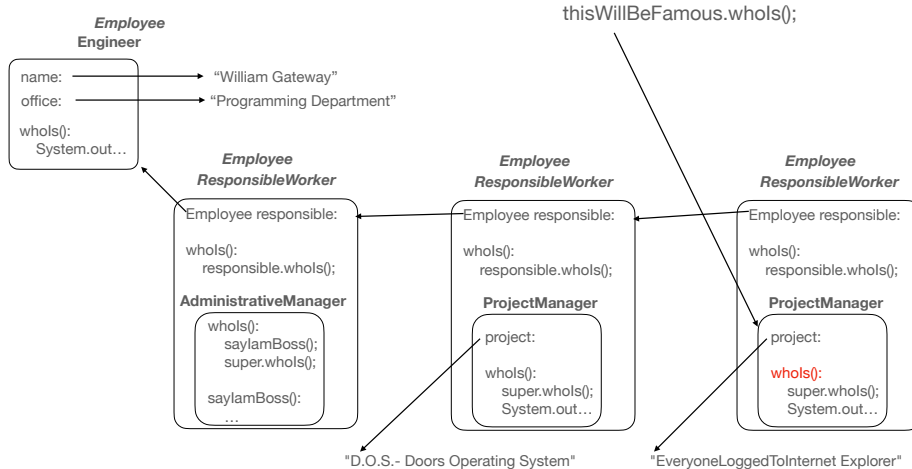 thisWillBeFamous.whoIs();
Employee
Engineer
name:
"William Gateway"
office:
"Programming Department"
whoIs():
System.out…
Employee
ResponsibleWorker
Employee responsible:
whoIs():
responsible.whoIs();
AdministrativeManager
whoIs():
sayIamBoss();
super.whoIs();
sayIamBoss():
…
Employee
ResponsibleWorker
Employee responsible:
whoIs():
responsible.whoIs();
ProjectManager
project:
whoIs():
super.whoIs();
System.out…
"D.O.S.- Doors Operating System"
Employee
ResponsibleWorker
Employee responsible:
whoIs():
responsible.whoIs();
ProjectManager
project:
whoIs():
super.whoIs();
System.out…
"EveryoneLoggedToInternet Explorer"